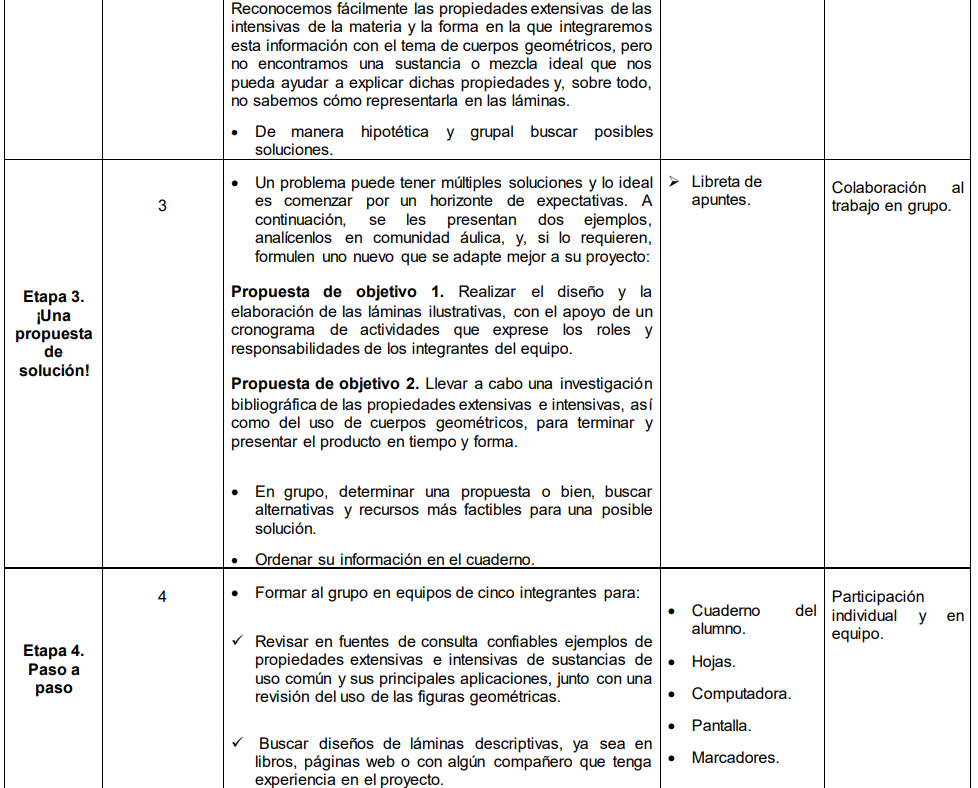 Reconocemos fácilmente las propiedades extensivas de las
intensivas de la materia y la forma en la que integraremos
esta información con el tema de cuerpos geométricos, pero
no encontramos una sustancia o mezcla ideal que nos
pueda ayudar a explicar dichas propiedades y, sobre todo,
no sabemos cómo representarla en las láminas.
• De manera hipotética y grupal buscar posibles
soluciones.
Etapa 3.
¡Una
propuesta
de
solución!
3
• Un problema puede tener múltiples soluciones y lo ideal
es comenzar por un horizonte de expectativas. A
continuación, se les presentan dos ejemplos,
analícenlos en comunidad áulica, y, si lo requieren,
formulen uno nuevo que se adapte mejor a su proyecto:
Propuesta de objetivo 1. Realizar el diseño y la
elaboración de las láminas ilustrativas, con el apoyo de un
cronograma de actividades que exprese los roles y
responsabilidades de los integrantes del equipo.
Propuesta de objetivo 2. Llevar a cabo una investigación
bibliográfica de las propiedades extensivas e intensivas, así
como del uso de cuerpos geométricos, para terminar y
presentar el producto en tiempo y forma.
• En grupo, determinar una propuesta o bien, buscar
alternativas y recursos más factibles para una posible
solución.
• Ordenar su información en el cuaderno.
➢ Libreta de
apuntes.
Colaboración al
trabajo en grupo.
Etapa 4.
Paso a
paso
4
• Formar al grupo en equipos de cinco integrantes para:
✓ Revisar en fuentes de consulta confiables ejemplos de
propiedades extensivas e intensivas de sustancias de
uso común y sus principales aplicaciones, junto con una
revisión del uso de las figuras geométricas.
✓ Buscar diseños de láminas descriptivas, ya sea en
libros, páginas web o con algún compañero que tenga
experiencia en el proyecto.
• Cuaderno del
alumno.
• Hojas.
• Computadora.
• Pantalla.
• Marcadores.
Participación
individual y en
equipo.